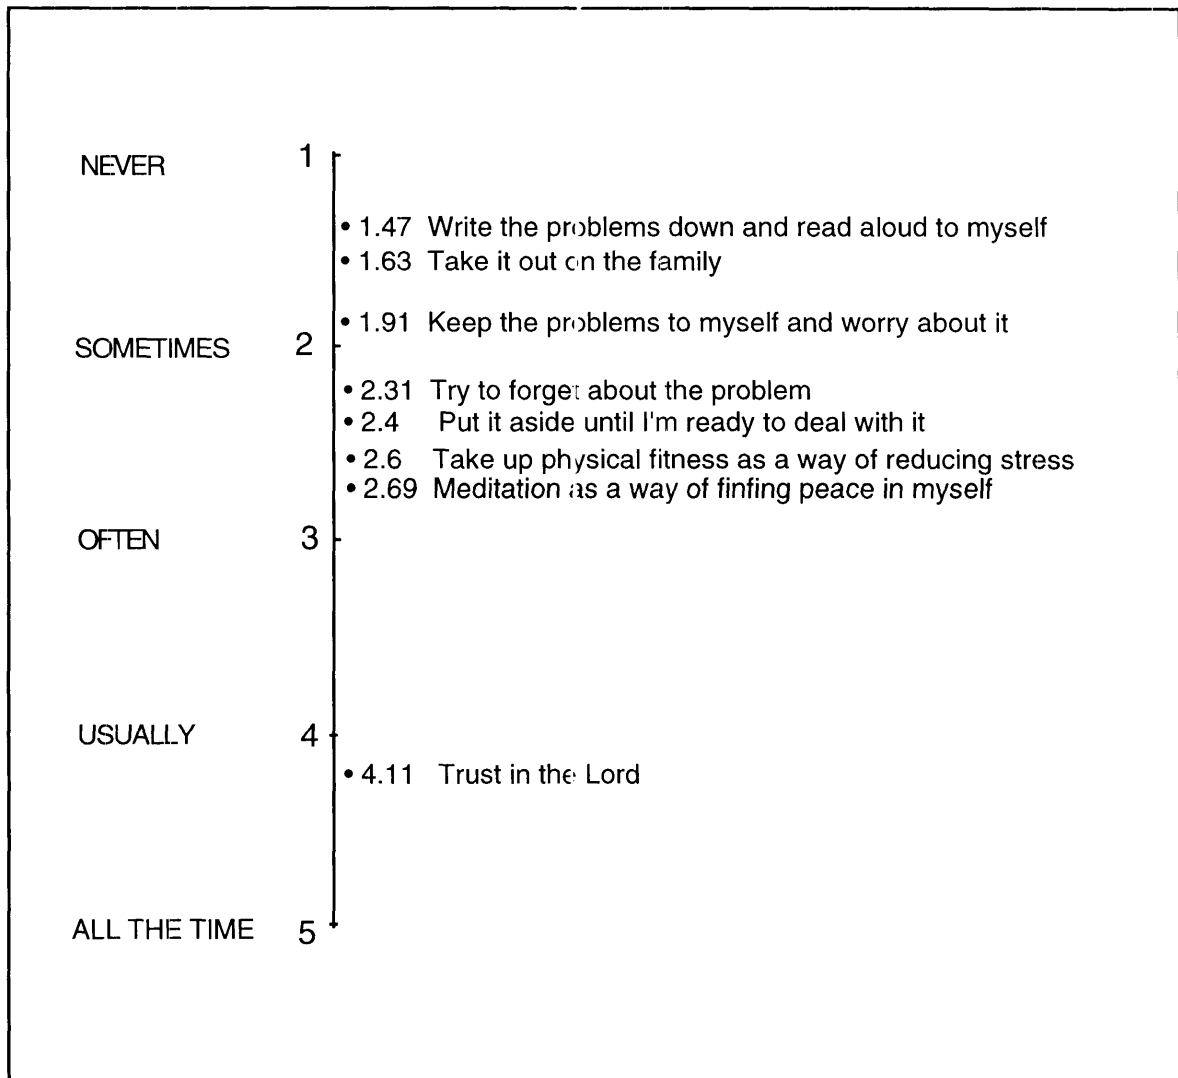 NEVER 1
• 1.47 Write the problems down and read aloud to myself
• 1.63 Take it out on the family
• 1.91 Keep the problems to myself and worry about it
SOMETIMES 2
• 2.31 Try to forget about the problem
• 2.4 Put it aside until I'm ready to deal with it
• 2.6 Take up physical fitness as a way of reducing stress
• 2.69 Meditation as a way of finfing peace in myself
OFTEN 3
USUALLY 4
• 4.11 Trust in the Lord
ALL THE TIME 5